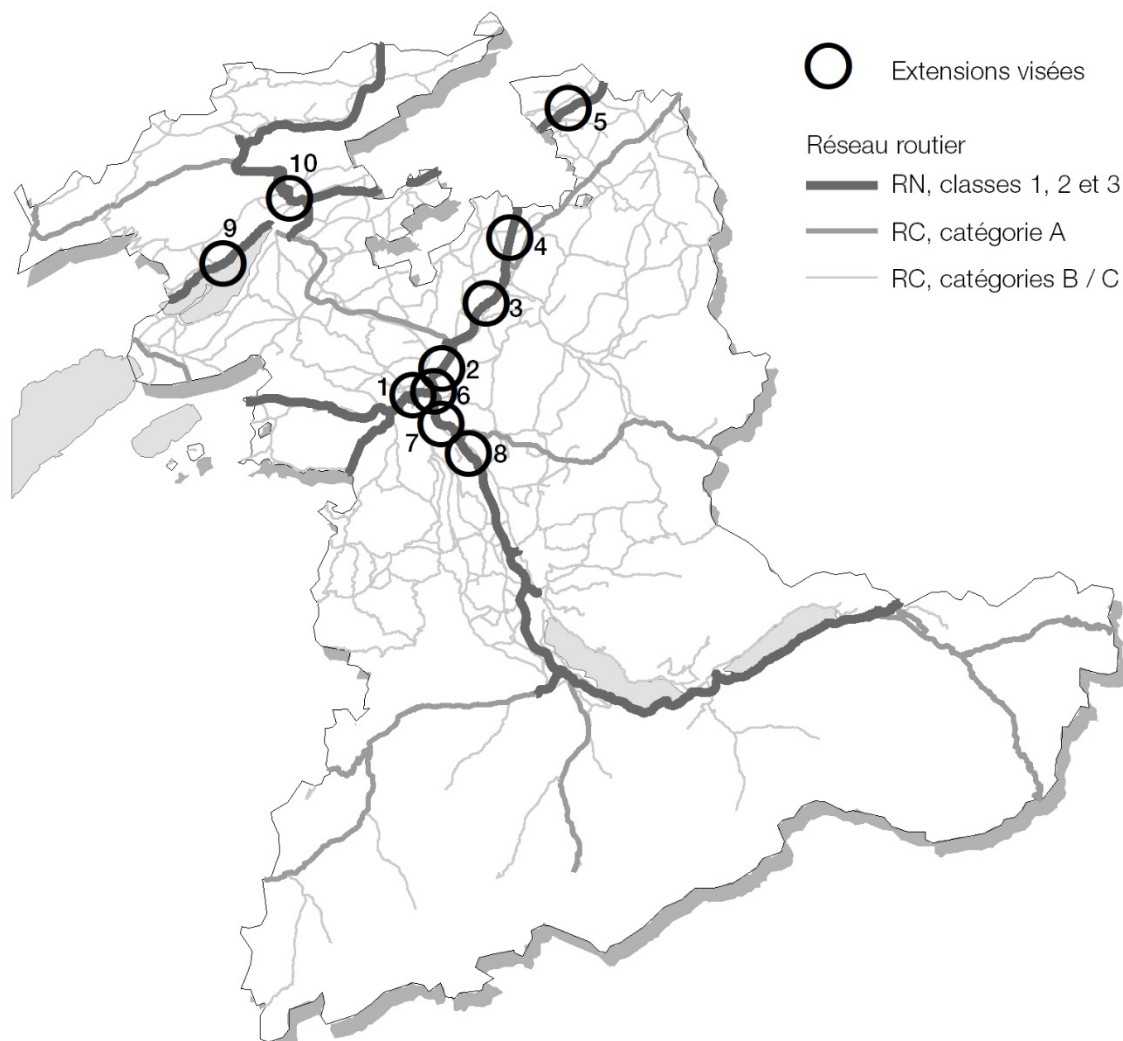 Extensions visées
Réseau routier
RN, classes 1, 2 et 3
RC, catégorie A
RC, catégories B / C
5
10
4
9
3
2
1
6
7
8